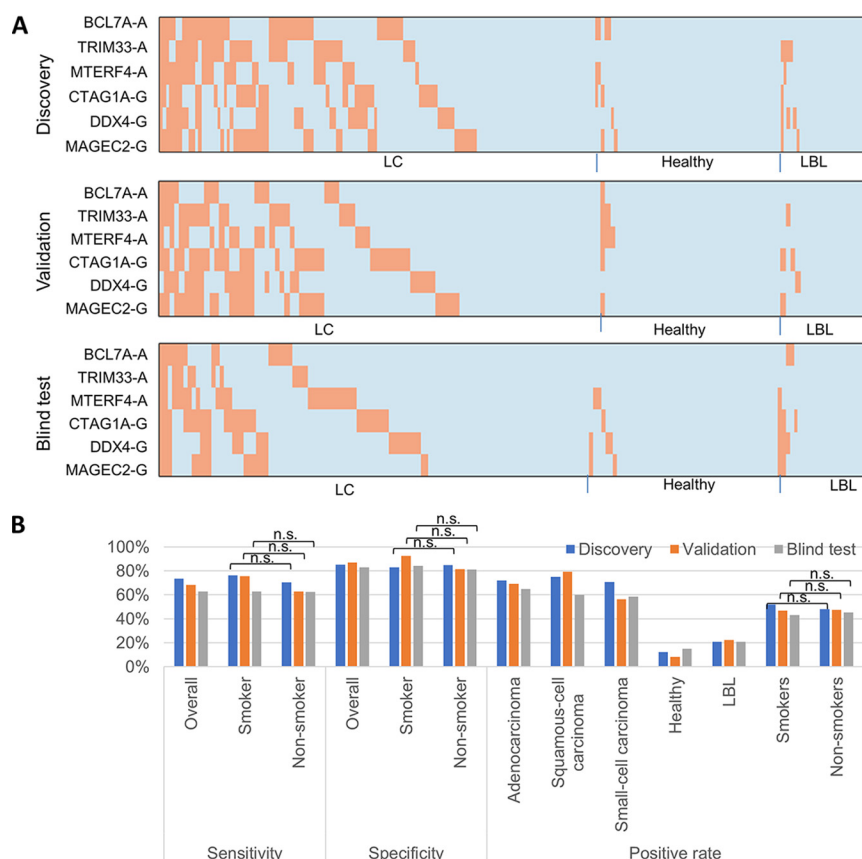 A
Discovery
BCL7A-A
TRIM33-A
MTERF4-A
CTAG1A-G
DDX4-G
MAGEC2-G
LC Healthy LBL
Validation
BCL7A-A
TRIM33-A
MTERF4-A
CTAG1A-G
DDX4-G
MAGEC2-G
LC Healthy LBL
Blind test
BCL7A-A
TRIM33-A
MTERF4-A
CTAG1A-G
DDX4-G
MAGEC2-G
LC Healthy LBL
B
n.s.
n.s.
n.s.
n.s.
n.s.
n.s.
Discovery Validation Blind test
n.s.
n.s.
n.s.
100%
80%
60%
40%
20%
0%
Overall
Smoker
Non-smoker
Overall
Smoker
Non-smoker
Adenocarcinoma
Squamous-cell
carcinoma
Small-cell carcinoma
Healthy
LBL
Smokers
Non-smokers
Sensitivity Specificity Positive rate